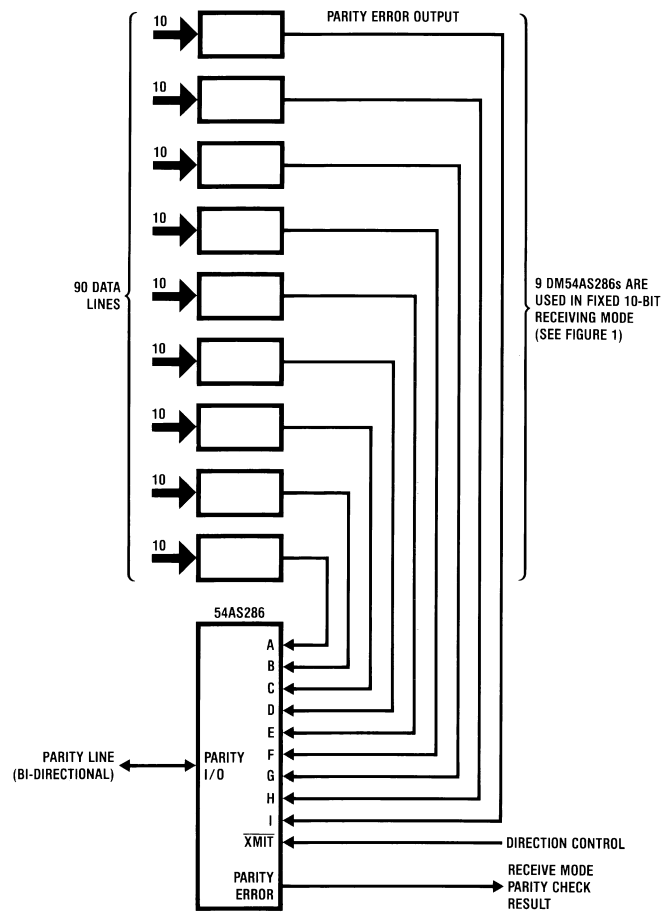 PARITY ERROR OUTPUT
10
10
10
10
10
10
10
10
10
90 DATA
LINES
9 DM54AS286s ARE
USED IN FIXED 10-BIT
RECEIVING MODE
(SEE FIGURE 1)
54AS286
A
B
C
D
E
F
G
H
I
XMIT
PARITY LINE
(BI-DIRECTIONAL)
PARITY
I/O
DIRECTION CONTROL
PARITY
ERROR
RECEIVE MODE
PARITY CHECK
RESULT